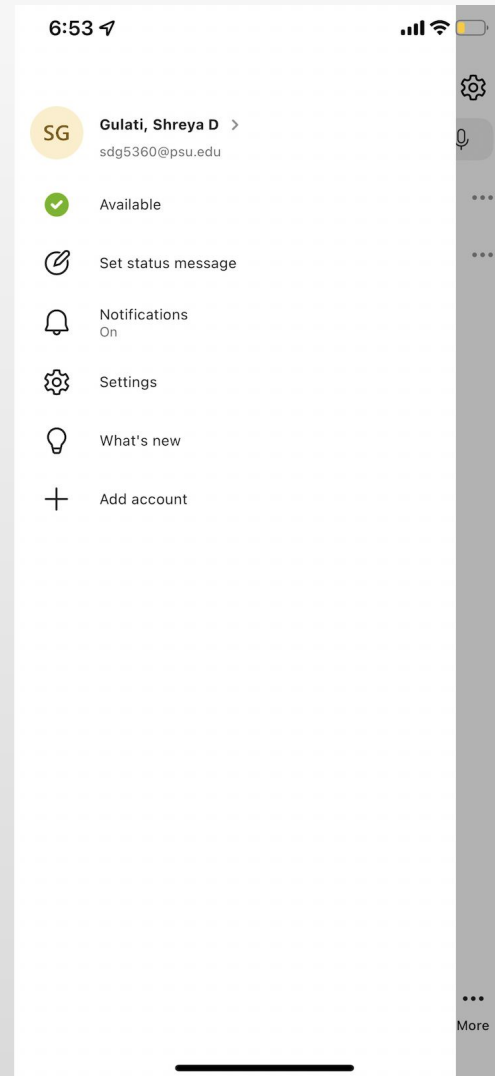 6:53
SG
Gulati, Shreya D
sdg5360@psu.edu
Available
Set status message
Notifications
On
Settings
What's new
Add account
More